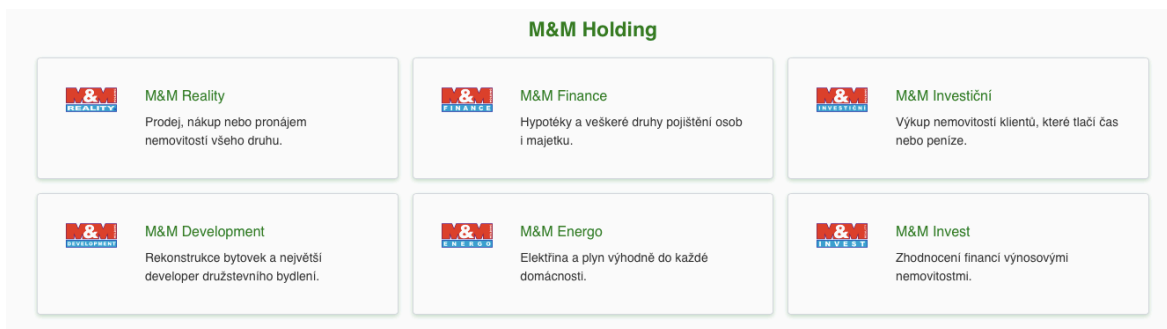 M&M Holding
M&M
REALITY
M&M Reality
Prodej, nákup nebo pronájem
nemovitostí všeho druhu.
M&M
FINANCE
M&M Finance
Hypotéky a veškeré druhy pojištění osob
i majetku.
M&M
INVESTIČNÍ
M&M Investiční
Výkup nemovitostí klientů, které tlačí čas
nebo peníze.
M&M
DEVELOPMENT
M&M Development
Rekonstrukce bytovek a největší
developer družstevního bydlení.
M&M
ENERGO
M&M Energo
Elektřina a plyn výhodně do každé
domácnosti.
M&M
INVEST
M&M Invest
Zhodnocení financí výnosovými
nemovitostmi.